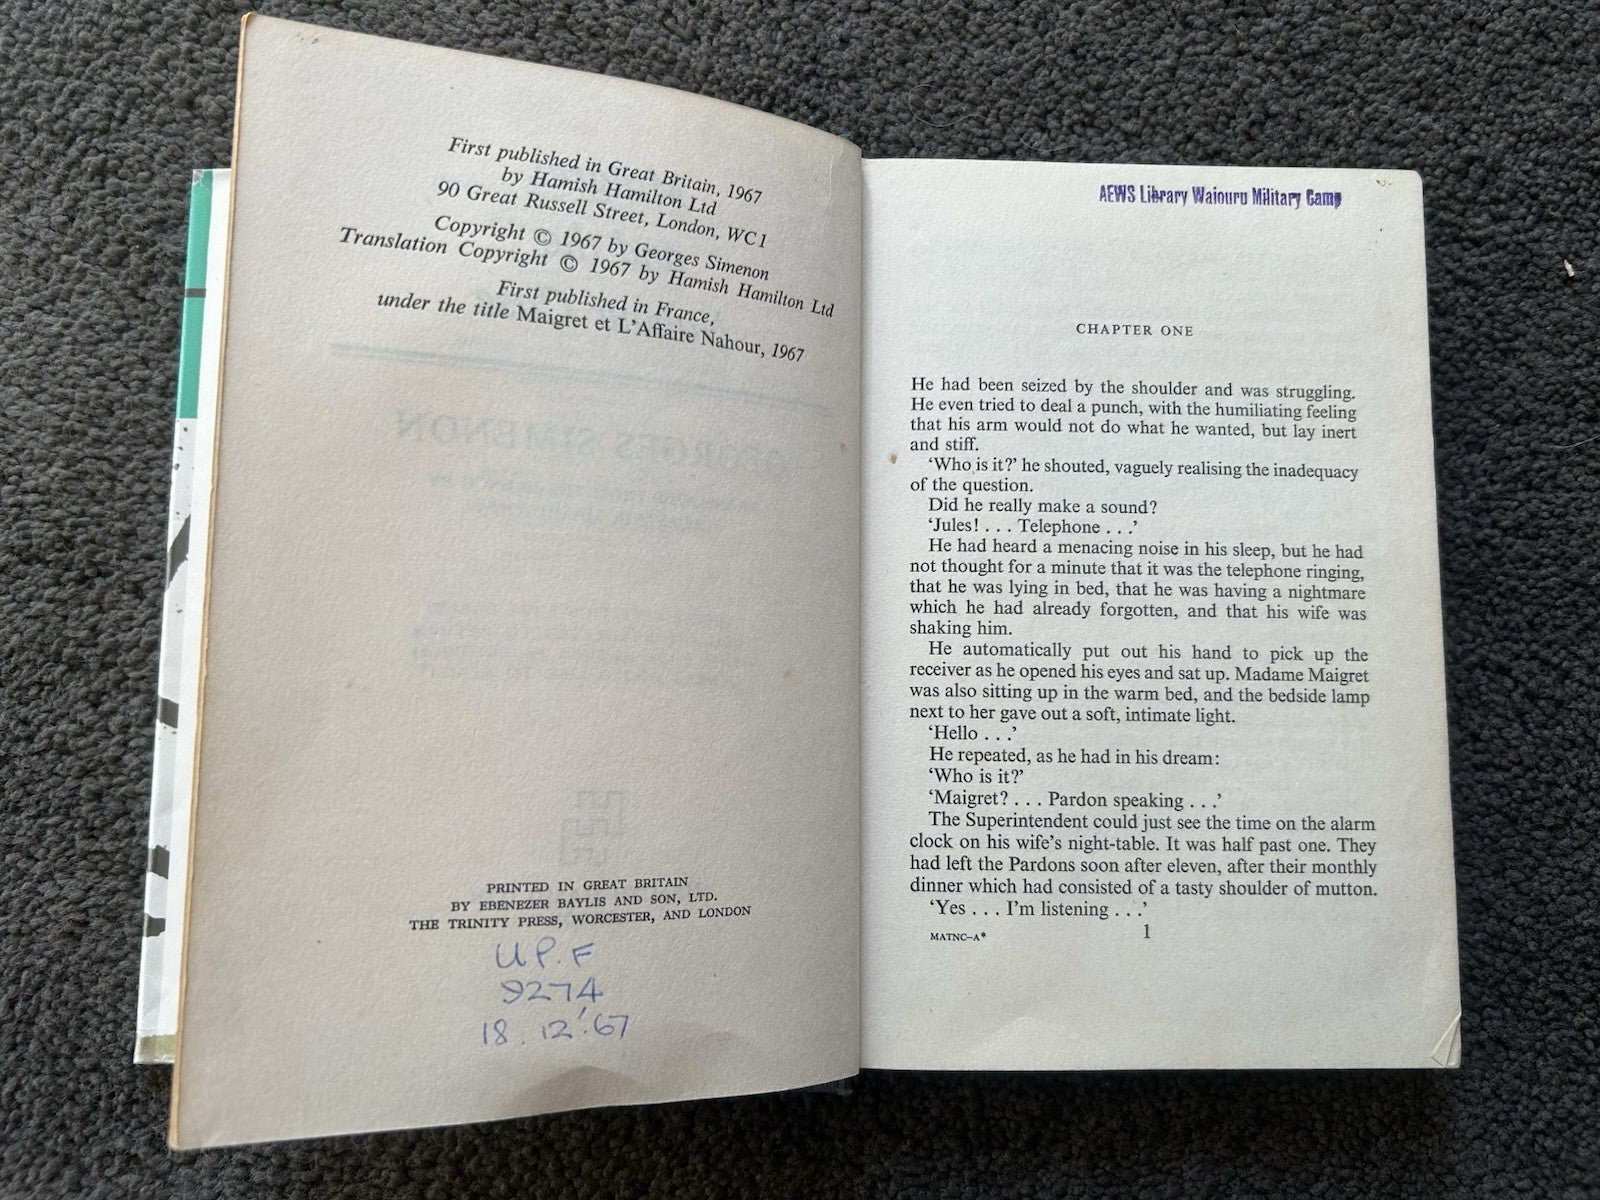 First published in Great Britain, 1967
by Hamish Hamilton Ltd
90 Great Russell Street, London, WC1
Copyright © 1967 by Georges Simenon
Translation Copyright © 1967 by Hamish Hamilton Ltd
First published in France,
under the title Maigret et L'Affaire Nahour, 1967
PRINTED IN GREAT BRITAIN
BY EBENEZER BAYLIS AND SON, LTD.
THE TRINITY PRESS, WORCESTER, AND LONDON
U.P.F
9274
18.12.67
AEWS Library Waiouru Military Camp
CHAPTER ONE
He had been seized by the shoulder and was struggling.
He even tried to deal a punch, with the humiliating feeling
that his arm would not do what he wanted, but lay inert
and stiff.
‘Who is it?’ he shouted, vaguely realising the inadequacy
of the question.
Did he really make a sound?
‘Jules! . . . Telephone . . .’
He had heard a menacing noise in his sleep, but he had
not thought for a minute that it was the telephone ringing,
that he was lying in bed, that he was having a nightmare
which he had already forgotten, and that his wife was
shaking him.
He automatically put out his hand to pick up the
receiver as he opened his eyes and sat up. Madame Maigret
was also sitting up in the warm bed, and the bedside lamp
next to her gave out a soft, intimate light.
‘Hello . . .’
He repeated, as he had in his dream:
‘Who is it?’
‘Maigret? . . . Pardon speaking . . .’
The Superintendent could just see the time on the alarm
clock on his wife's night-table. It was half past one. They
had left the Pardons soon after eleven, after their monthly
dinner which had consisted of a tasty shoulder of mutton.
‘Yes . . . I'm listening . . .’
MATNC–A*
1